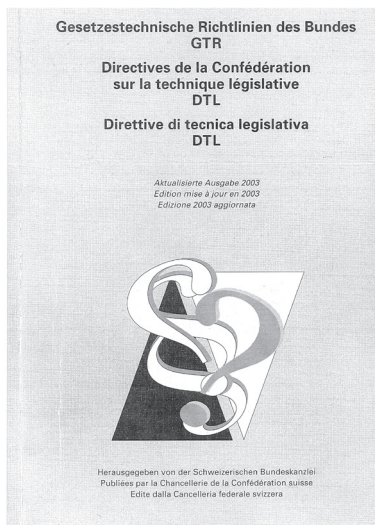 Gesetzestechnische Richtlinien des Bundes
GTR
Directives de la Confédération
sur la technique législative
DTL
Direttive di tecnica legislativa
DTL
Aktualisierte Ausgabe 2003
Edition mise à jour en 2003
Edizione 2003 aggiornata
Herausgegeben von der Schweizerischen Bundeskanzlei
Publiées par la Chancellerie de la Confédération suisse
Edite dalla Cancelleria federale svizzera